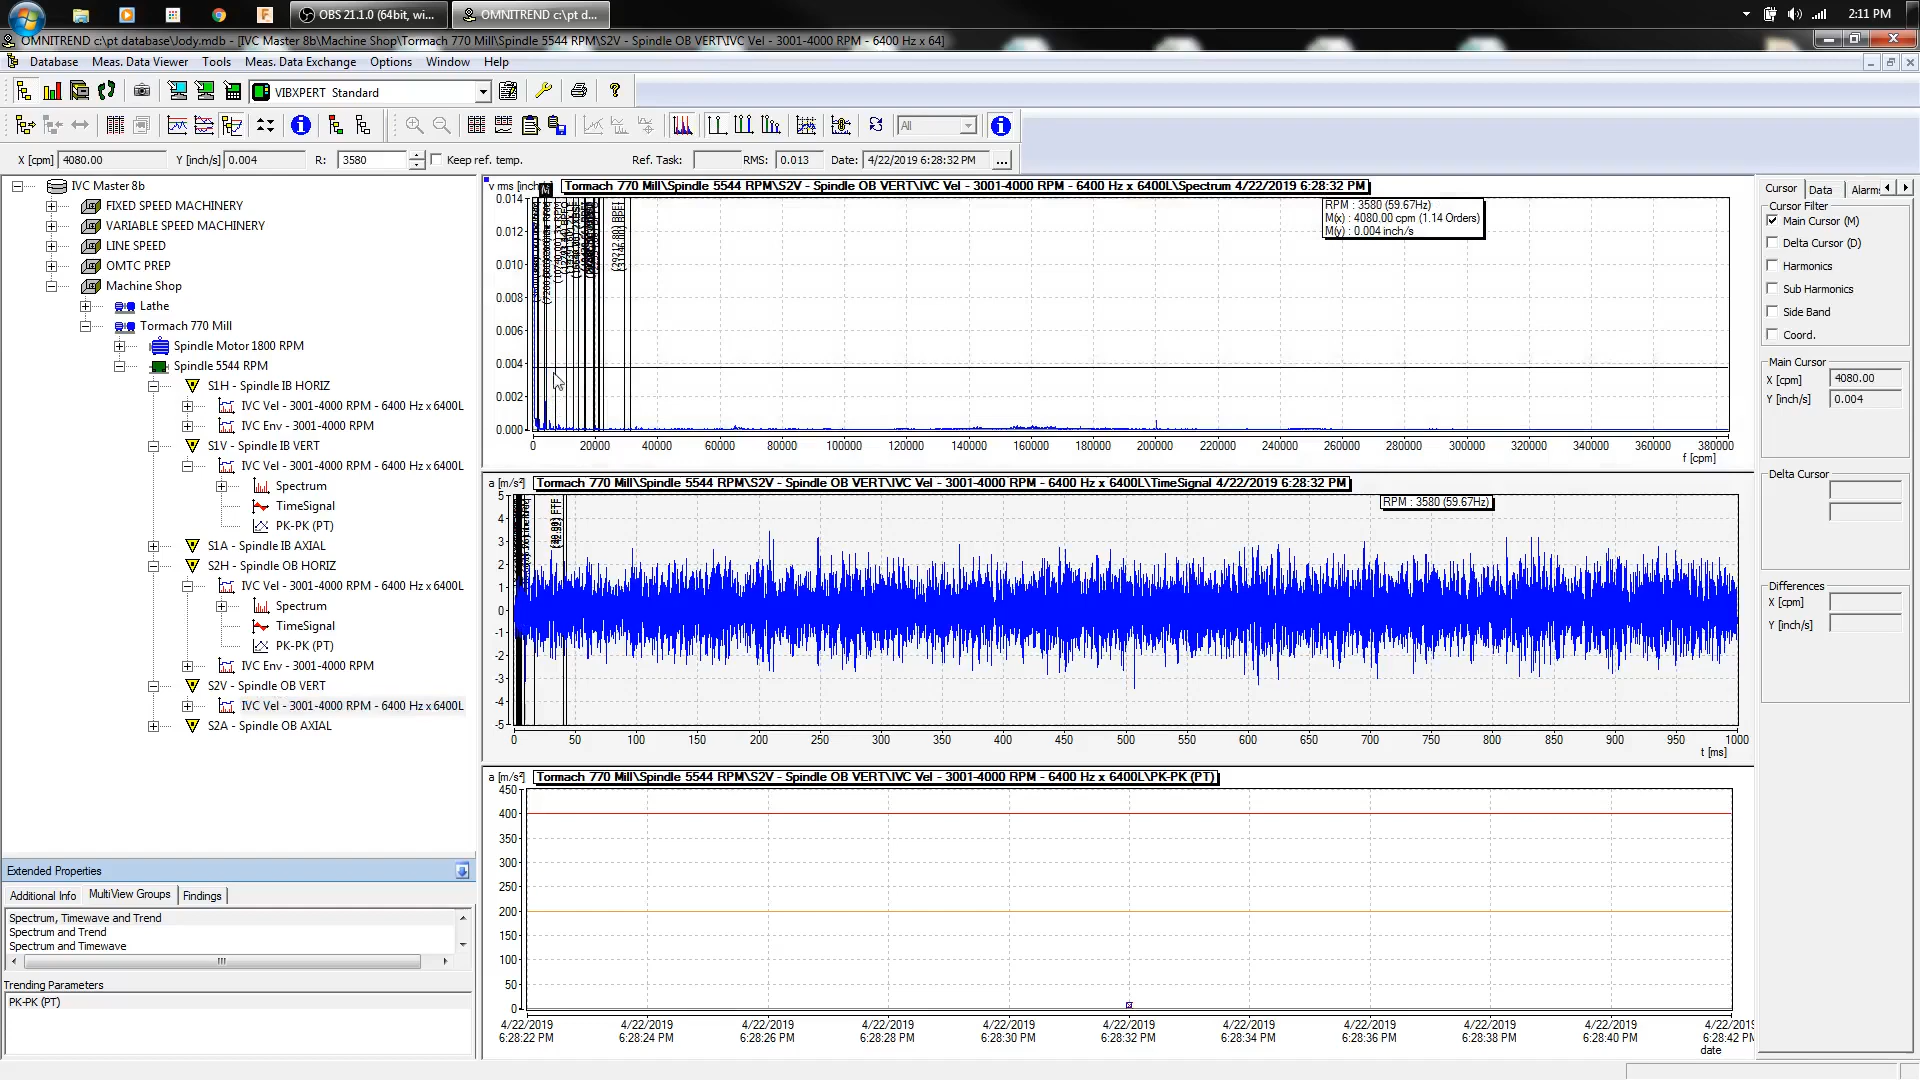 OBS 21.1.0 (64bit, wi...
OMNITREND c:\pt d...
2:11 PM
OMNITREND c:\pt database\Jody.mdb - [IVC Master 8b\Machine Shop\Tormach 770 Mill\Spindle 5544 RPM\S2V - Spindle OB VERT\IVC Vel - 3001-4000 RPM - 6400 Hz x 64]
Database Meas. Data Viewer Tools Meas. Data Exchange Options Window Help
VIBXPERT Standard
All
X [cpm] 4080.00 Y [inch/s] 0.004 R: 3580 Keep ref. temp. Ref. Task: RMS: 0.013 Date: 4/22/2019 6:28:32 PM ...
IVC Master 8b
FIXED SPEED MACHINERY
VARIABLE SPEED MACHINERY
LINE SPEED
OMTC PREP
Machine Shop
Lathe
Tormach 770 Mill
Spindle Motor 1800 RPM
Spindle 5544 RPM
S1H - Spindle IB HORIZ
IVC Vel - 3001-4000 RPM - 6400 Hz x 6400L
IVC Env - 3001-4000 RPM
S1V - Spindle IB VERT
IVC Vel - 3001-4000 RPM - 6400 Hz x 6400L
Spectrum
TimeSignal
PK-PK (PT)
S1A - Spindle IB AXIAL
S2H - Spindle OB HORIZ
IVC Vel - 3001-4000 RPM - 6400 Hz x 6400L
Spectrum
TimeSignal
PK-PK (PT)
IVC Env - 3001-4000 RPM
S2V - Spindle OB VERT
IVC Vel - 3001-4000 RPM - 6400 Hz x 6400L
S2A - Spindle OB AXIAL
Extended Properties
Additional Info MultiView Groups Findings
Spectrum, Timewave and Trend
Spectrum and Trend
Spectrum and Timewave
Trending Parameters
PK-PK (PT)
v rms [inch/s] M Tormach 770 Mill\Spindle 5544 RPM\S2V - Spindle OB VERT\IVC Vel - 3001-4000 RPM - 6400 Hz x 6400L\Spectrum 4/22/2019 6:28:32 PM
RPM : 3580 (59.67Hz)
M(x) : 4080.00 cpm (1.14 Orders)
M(y) : 0.004 inch/s
0.014
0.012
0.010
0.008
0.006
0.004
0.002
0.000
0 20000 40000 60000 80000 100000 120000 140000 160000 180000 200000 220000 240000 260000 280000 300000 320000 340000 360000 380000
f [cpm]
a [m/s²] Tormach 770 Mill\Spindle 5544 RPM\S2V - Spindle OB VERT\IVC Vel - 3001-4000 RPM - 6400 Hz x 6400L\TimeSignal 4/22/2019 6:28:32 PM
RPM : 3580 (59.67Hz)
5
4
3
2
1
0
-1
-2
-3
-4
-5
0 50 100 150 200 250 300 350 400 450 500 550 600 650 700 750 800 850 900 950 1000
t [ms]
a [m/s²] Tormach 770 Mill\Spindle 5544 RPM\S2V - Spindle OB VERT\IVC Vel - 3001-4000 RPM - 6400 Hz x 6400L\PK-PK (PT)
450
400
350
300
250
200
150
100
50
0
4/22/2019 4/22/2019 4/22/2019 4/22/2019 4/22/2019 4/22/2019 4/22/2019 4/22/2019 4/22/2019 4/22/2019 4/22/2019
6:28:22 PM 6:28:24 PM 6:28:26 PM 6:28:28 PM 6:28:30 PM 6:28:32 PM 6:28:34 PM 6:28:36 PM 6:28:38 PM 6:28:40 PM 6:28:42 PM
date
Cursor Data Alarms
Cursor Filter
Main Cursor (M)
Delta Cursor (D)
Harmonics
Sub Harmonics
Side Band
Coord.
Main Cursor
X [cpm] 4080.00
Y [inch/s] 0.004
Delta Cursor
Differences
X [cpm]
Y [inch/s]